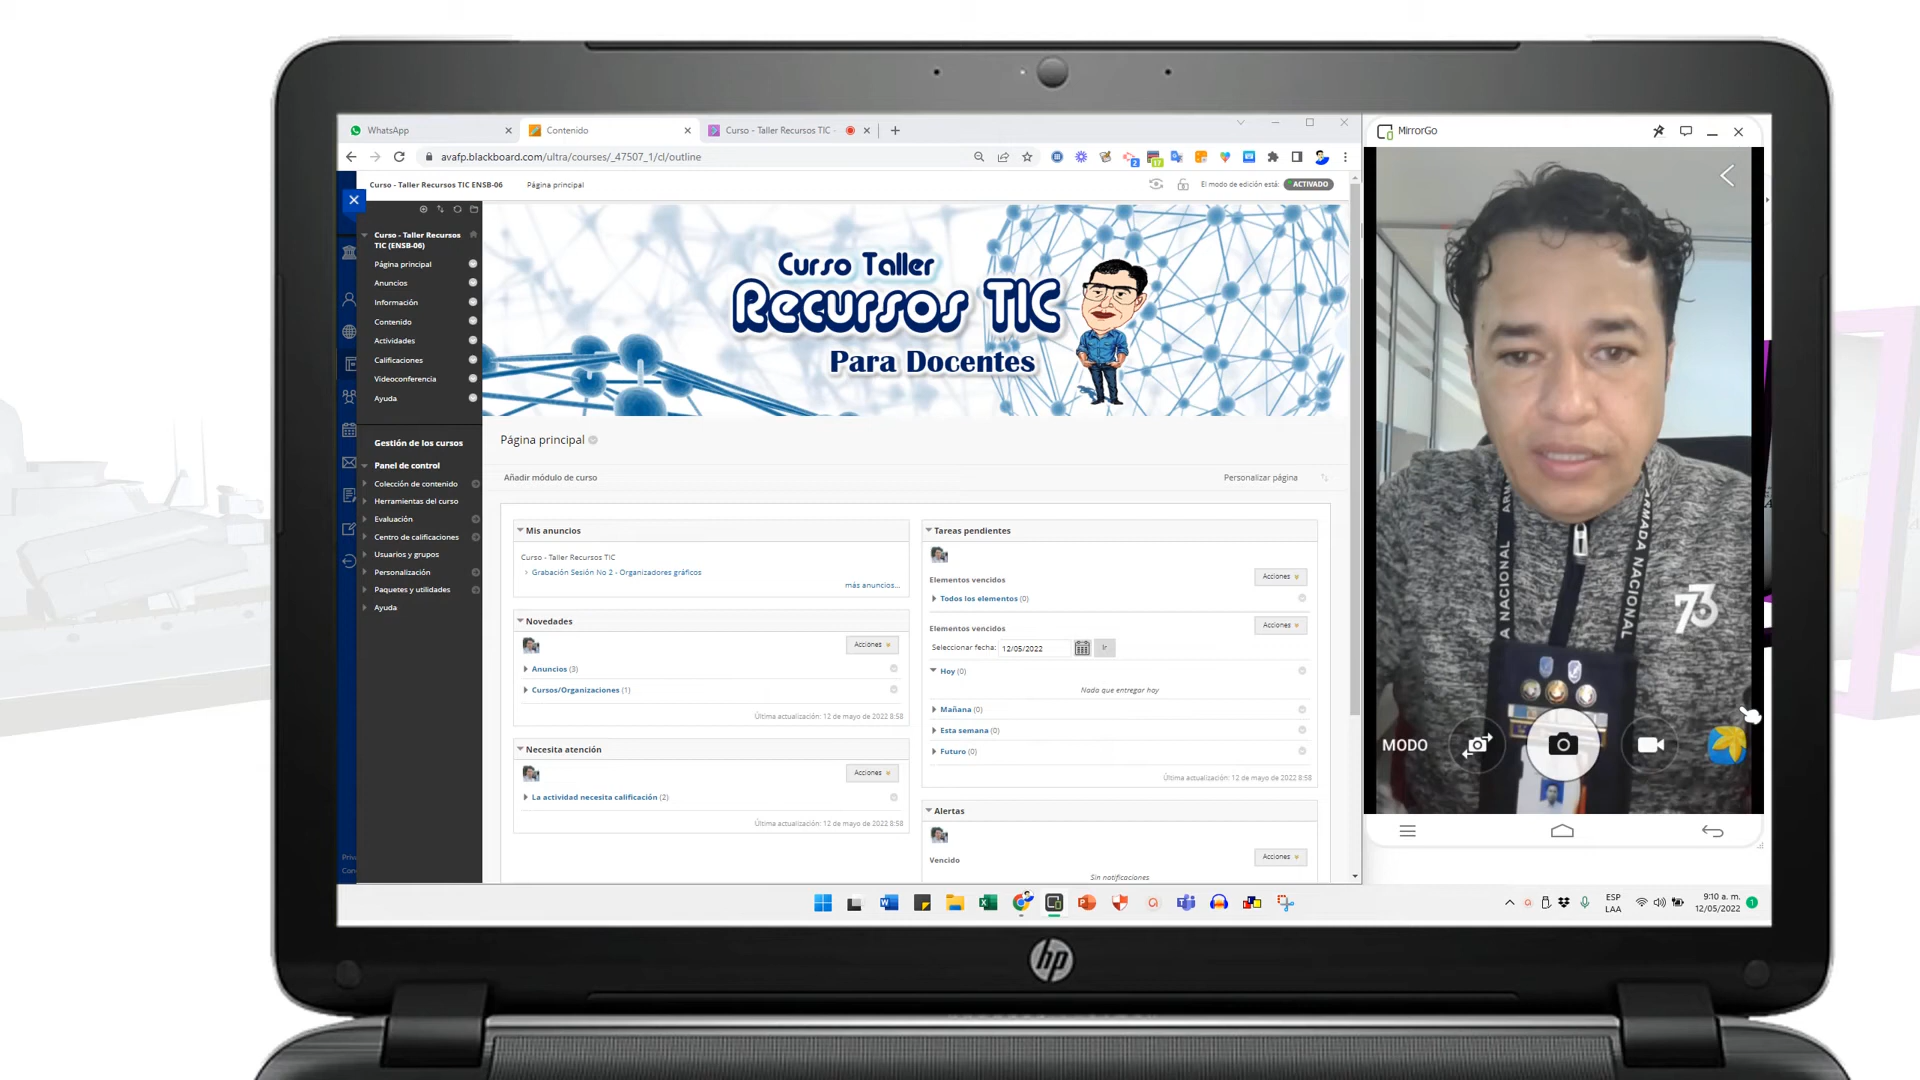 WhatsApp
Contenido
Curso - Taller Recursos TIC -
avafp.blackboard.com/ultra/courses/_47507_1/cl/outline
2
17
Curso - Taller Recursos TIC ENSB-06
Página principal
El modo de edición está:
ACTIVADO
Curso - Taller Recursos
TIC (ENSB-06)
Página principal
Anuncios
Información
Contenido
Actividades
Calificaciones
Videoconferencia
Ayuda
Gestión de los cursos
Panel de control
Colección de contenido
Herramientas del curso
Evaluación
Centro de calificaciones
Usuarios y grupos
Personalización
Paquetes y utilidades
Ayuda
Priv
Con
Curso Taller
Recursos TIC
Para Docentes
Página principal
Añadir módulo de curso
Personalizar página
Mis anuncios
Curso - Taller Recursos TIC
Grabación Sesión No 2 - Organizadores gráficos
más anuncios...
Novedades
Acciones
Anuncios (3)
Cursos/Organizaciones (1)
Última actualización: 12 de mayo de 2022 8:58
Necesita atención
Acciones
La actividad necesita calificación (2)
Última actualización: 12 de mayo de 2022 8:58
Tareas pendientes
Elementos vencidos
Acciones
Todos los elementos (0)
Elementos vencidos
Acciones
Seleccionar fecha: 12/05/2022
Ir
Hoy (0)
Nada que entregar hoy
Mañana (0)
Esta semana (0)
Futuro (0)
Última actualización: 12 de mayo de 2022 8:58
Alertas
Vencido
Acciones
Sin notificaciones
MirrorGo
ARM
A NACIONAL
ARMADA NACIONAL
73
MODO
ESP
LAA
9:10 a. m.
12/05/2022
1
hp